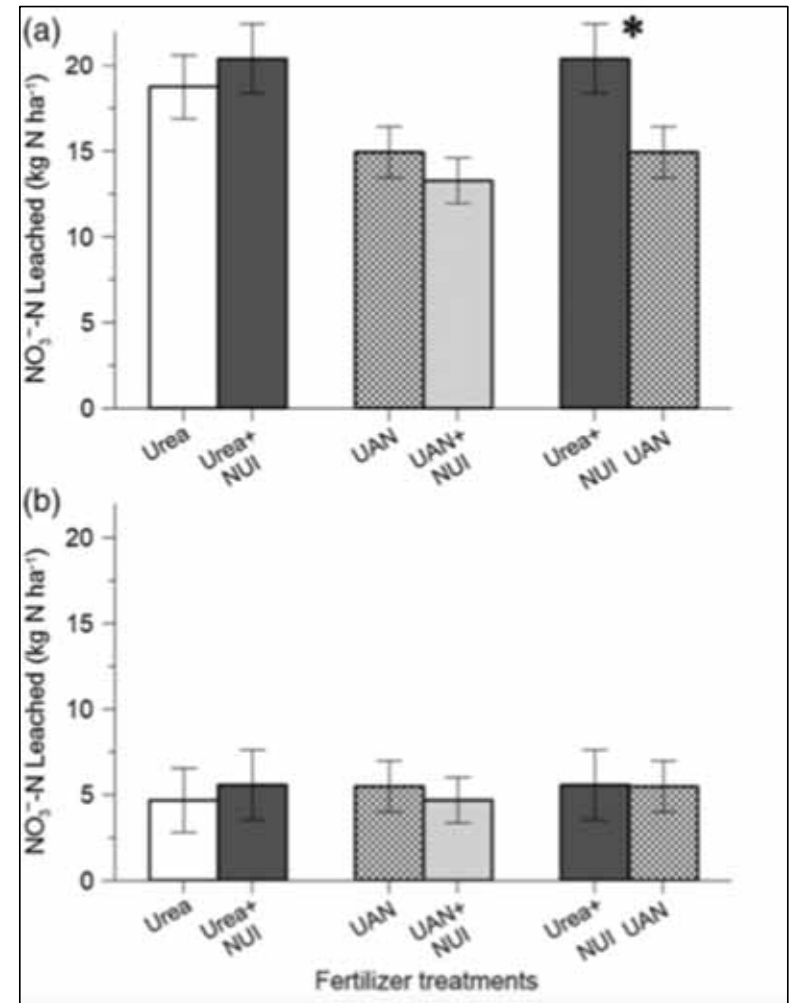 (a)
NO₃⁻-N Leached (kg N ha⁻¹)
20
15
10
5
0
Urea
Urea+
NUI
UAN
UAN+
NUI
Urea+
NUI
UAN
*
(b)
NO₃⁻-N Leached (kg N ha⁻¹)
20
15
10
5
0
Urea
Urea+
NUI
UAN
UAN+
NUI
Urea+
NUI
UAN
Fertilizer treatments